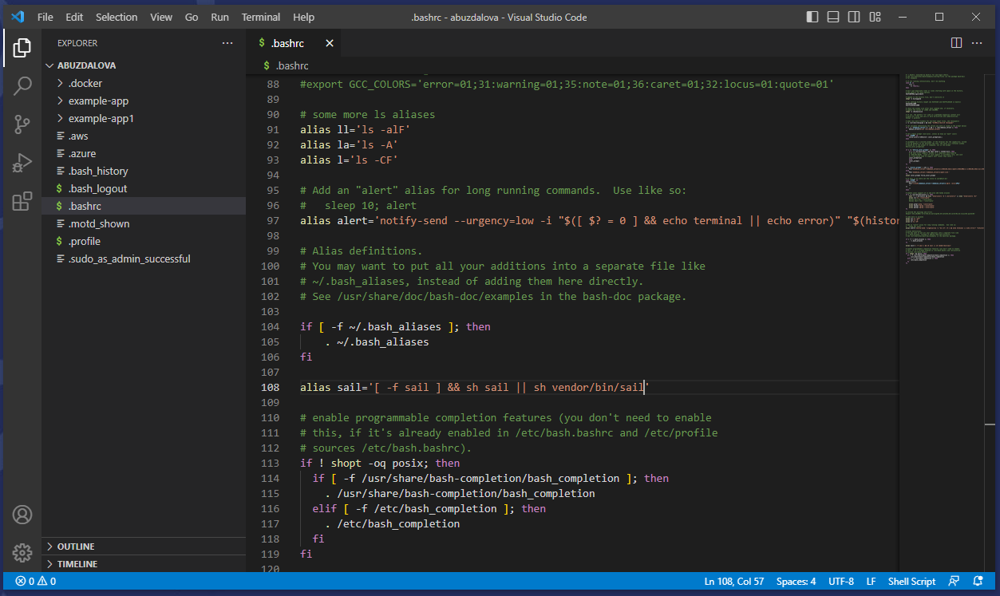 File Edit Selection View Go Run Terminal Help .bashrc - abuzdalova - Visual Studio Code
EXPLORER
ABUZDALOVA
.docker
example-app
example-app1
.aws
.azure
.bash_history
$ .bash_logout
$ .bashrc
.motd_shown
$ .profile
.sudo_as_admin_successful
OUTLINE
TIMELINE
$ .bashrc
$ .bashrc
88 #export GCC_COLORS='error=01;31:warning=01;35:note=01;36:caret=01;32:locus=01:quote=01'
89
90 # some more ls aliases
91 alias ll='ls -alF'
92 alias la='ls -A'
93 alias l='ls -CF'
94
95 # Add an "alert" alias for long running commands.  Use like so:
96 #   sleep 10; alert
97 alias alert='notify-send --urgency=low -i "$([ $? = 0 ] && echo terminal || echo error)" "$(histor
98
99 # Alias definitions.
100 # You may want to put all your additions into a separate file like
101 # ~/.bash_aliases, instead of adding them here directly.
102 # See /usr/share/doc/bash-doc/examples in the bash-doc package.
103
104 if [ -f ~/.bash_aliases ]; then
105     . ~/.bash_aliases
106 fi
107
108 alias sail='[ -f sail ] && sh sail || sh vendor/bin/sail'
109
110 # enable programmable completion features (you don't need to enable
111 # this, if it's already enabled in /etc/bash.bashrc and /etc/profile
112 # sources /etc/bash.bashrc).
113 if ! shopt -oq posix; then
114   if [ -f /usr/share/bash-completion/bash_completion ]; then
115     . /usr/share/bash-completion/bash_completion
116   elif [ -f /etc/bash_completion ]; then
117     . /etc/bash_completion
118   fi
119 fi
120
0 0 Ln 108, Col 57 Spaces: 4 UTF-8 LF Shell Script